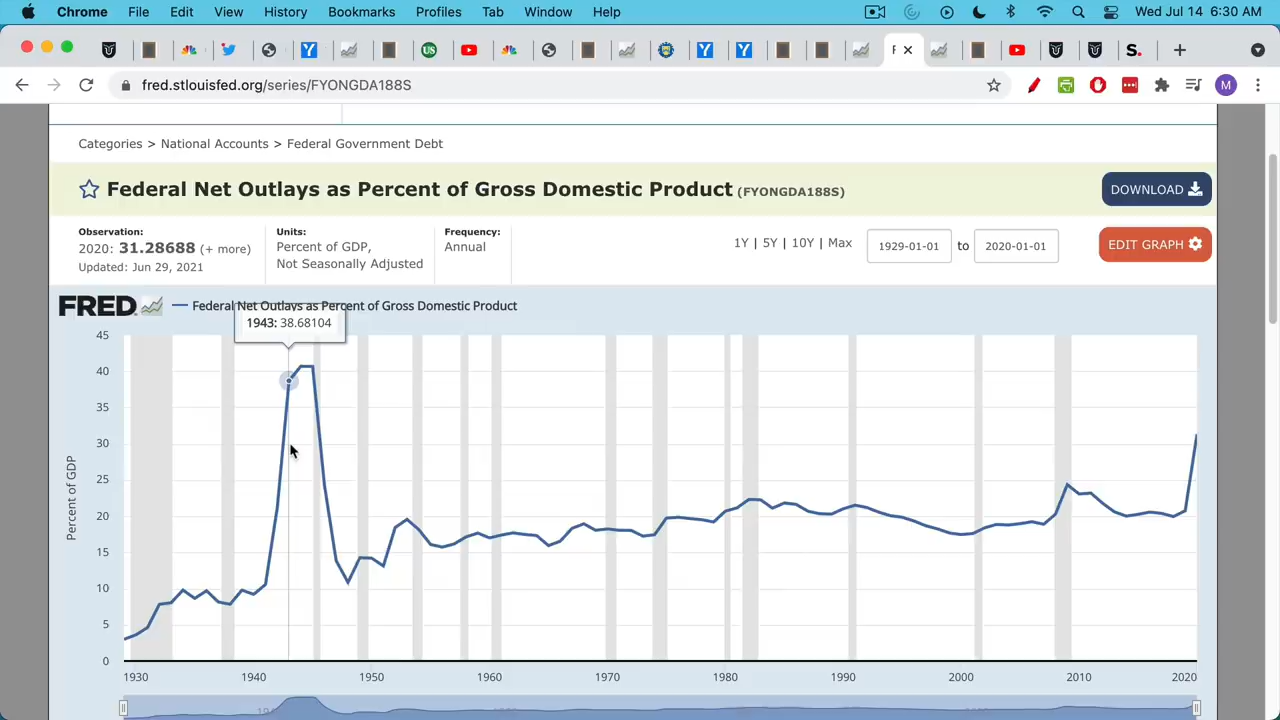 Chrome File Edit View History Bookmarks Profiles Tab Window Help Wed Jul 14 6:30 AM
US Y S.
fred.stlouisfed.org/series/FYONGDA188S M
Categories > National Accounts > Federal Government Debt
Federal Net Outlays as Percent of Gross Domestic Product (FYONGDA188S)
DOWNLOAD
Observation:
2020: 31.28688 (+ more)
Updated: Jun 29, 2021
Units:
Percent of GDP,
Not Seasonally Adjusted
Frequency:
Annual
1Y | 5Y | 10Y | Max
1929-01-01 to 2020-01-01
EDIT GRAPH
FRED
Federal Net Outlays as Percent of Gross Domestic Product
1943: 38.68104
Percent of GDP
45
40
35
30
25
20
15
10
5
0
1930 1940 1950 1960 1970 1980 1990 2000 2010 2020